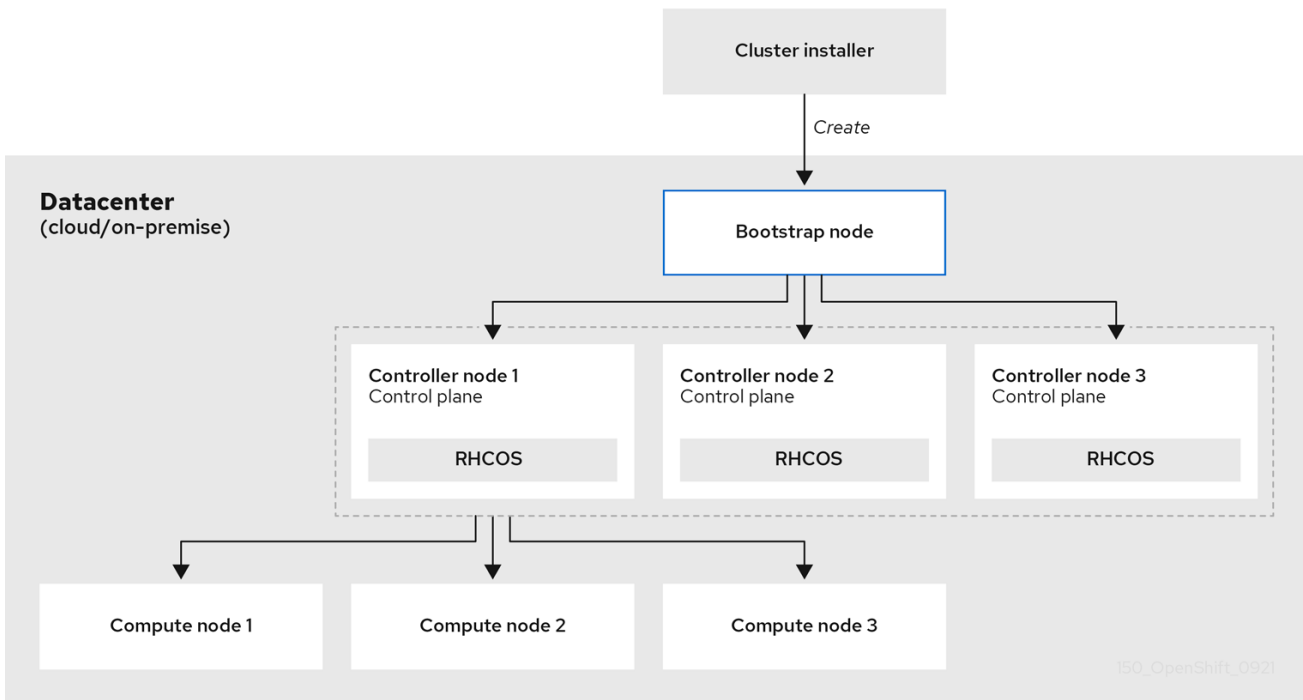 Cluster installer
Create
Datacenter
(cloud/on-premise)
Bootstrap node
Controller node 1
Control plane
RHCOS
Controller node 2
Control plane
RHCOS
Controller node 3
Control plane
RHCOS
Compute node 1
Compute node 2
Compute node 3
150_OpenShift_0921